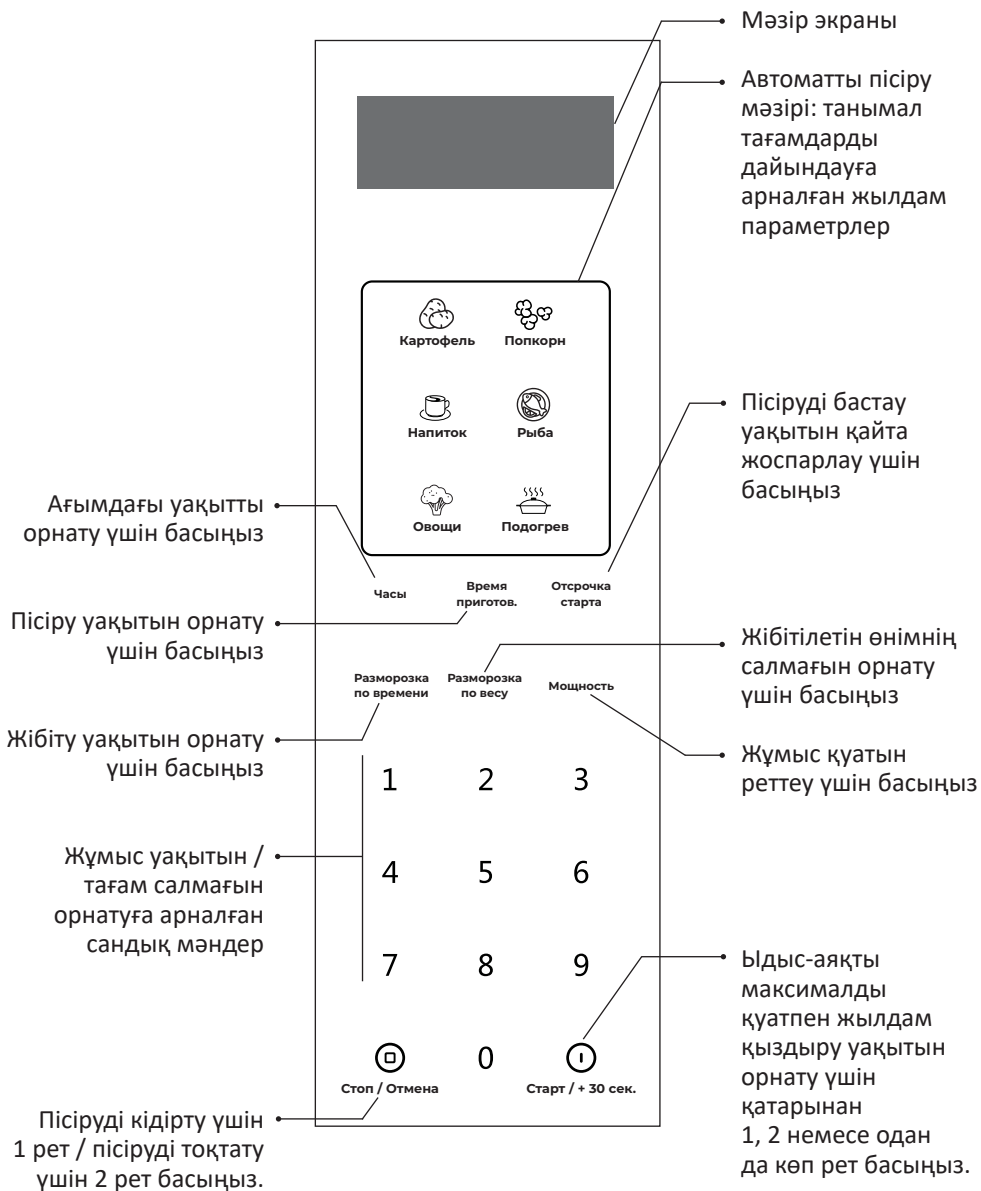 Мәзір экраны
Автоматты пісіру
мәзірі: танымал
тағамдарды
дайындауға
арналған жылдам
параметрлер
Картофель
Попкорн
Напиток
Рыба
Овощи
Подогрев
Пісіруді бастау
уақытын қайта
жоспарлау үшін
басыңыз
Ағымдағы уақытты
орнату үшін басыңыз
Часы
Время
приготов.
Отсрочка
старта
Пісіру уақытын орнату
үшін басыңыз
Жібітілетін өнімнің
салмағын орнату
үшін басыңыз
Разморозка
по времени
Разморозка
по весу
Мощность
Жібіту уақытын орнату
үшін басыңыз
Жұмыс қуатын
реттеу үшін басыңыз
1 2 3
4 5 6
7 8 9
0
Жұмыс уақытын /
тағам салмағын
орнатуға арналған
сандық мәндер
Ыдыс-аяқты
максималды
қуатпен жылдам
қыздыру уақытын
орнату үшін
қатарынан
1, 2 немесе одан
да көп рет басыңыз.
Стоп / Отмена
Старт / + 30 сек.
Пісіруді кідірту үшін
1 рет / пісіруді тоқтату
үшін 2 рет басыңыз.